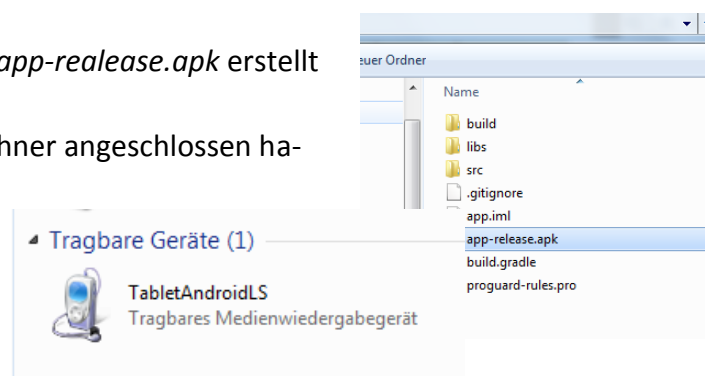 app-realease.apk erstellt
hner angeschlossen ha-
euer Ordner
Name
build
libs
src
.gitignore
app.iml
app-release.apk
build.gradle
proguard-rules.pro
Tragbare Geräte (1)
TabletAndroidLS
Tragbares Medienwiedergabegerät